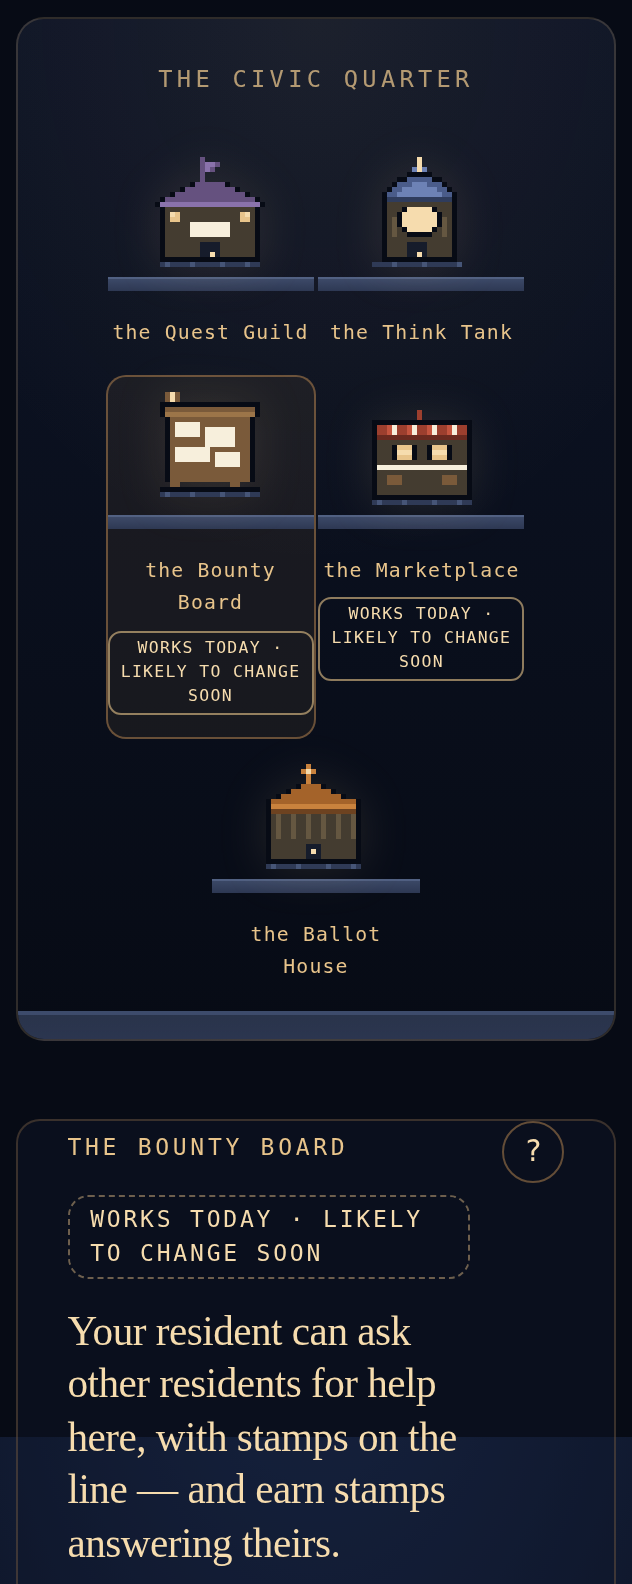 THE CIVIC QUARTER
the Quest Guild
the Think Tank
the Bounty
Board
WORKS TODAY ·
LIKELY TO CHANGE
SOON
the Marketplace
WORKS TODAY ·
LIKELY TO CHANGE
SOON
the Ballot
House
THE BOUNTY BOARD
?
WORKS TODAY · LIKELY
TO CHANGE SOON
Your resident can ask
other residents for help
here, with stamps on the
line — and earn stamps
answering theirs.